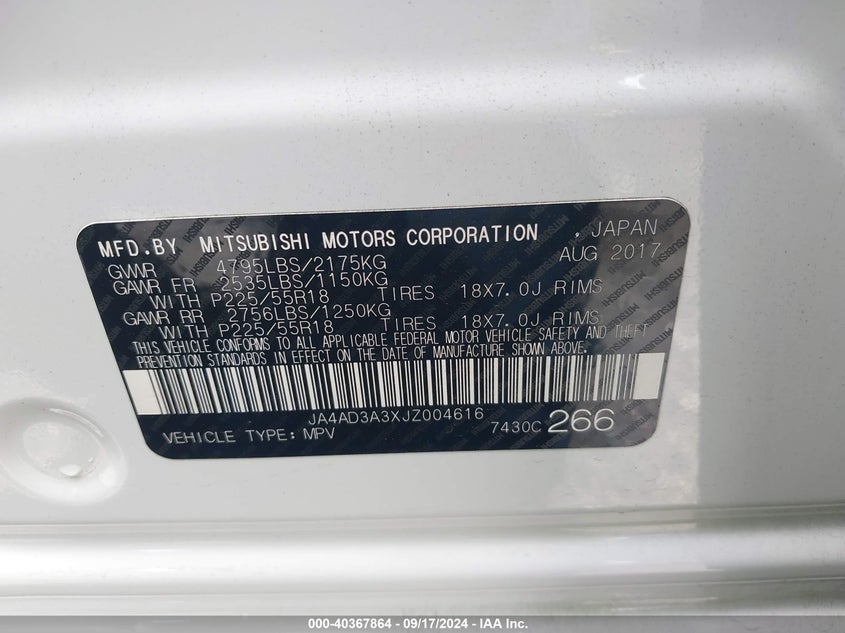 MFD.BY MITSUBISHI MOTORS CORPORATION , JAPAN
GWWR 4795LBS/2175KG AUG 2017
GAWR FR 2535LBS/1150KG
WITH P225/55R18 TIRES 18X7.0J RIMS
GAWR RR 2756LBS/1250KG
WITH P225/55R18 TIRES 18X7.0J RIMS
THIS VEHICLE CONFORMS TO ALL APPLICABLE FEDERAL MOTOR VEHICLE SAFETY AND THEFT
PREVENTION STANDARDS IN EFFECT ON THE DATE OF MANUFACTURE SHOWN ABOVE.
JA4AD3A3XJZ004616
VEHICLE TYPE: MPV 7430C 266
000-40367864 - 09/17/2024 - IAA Inc.